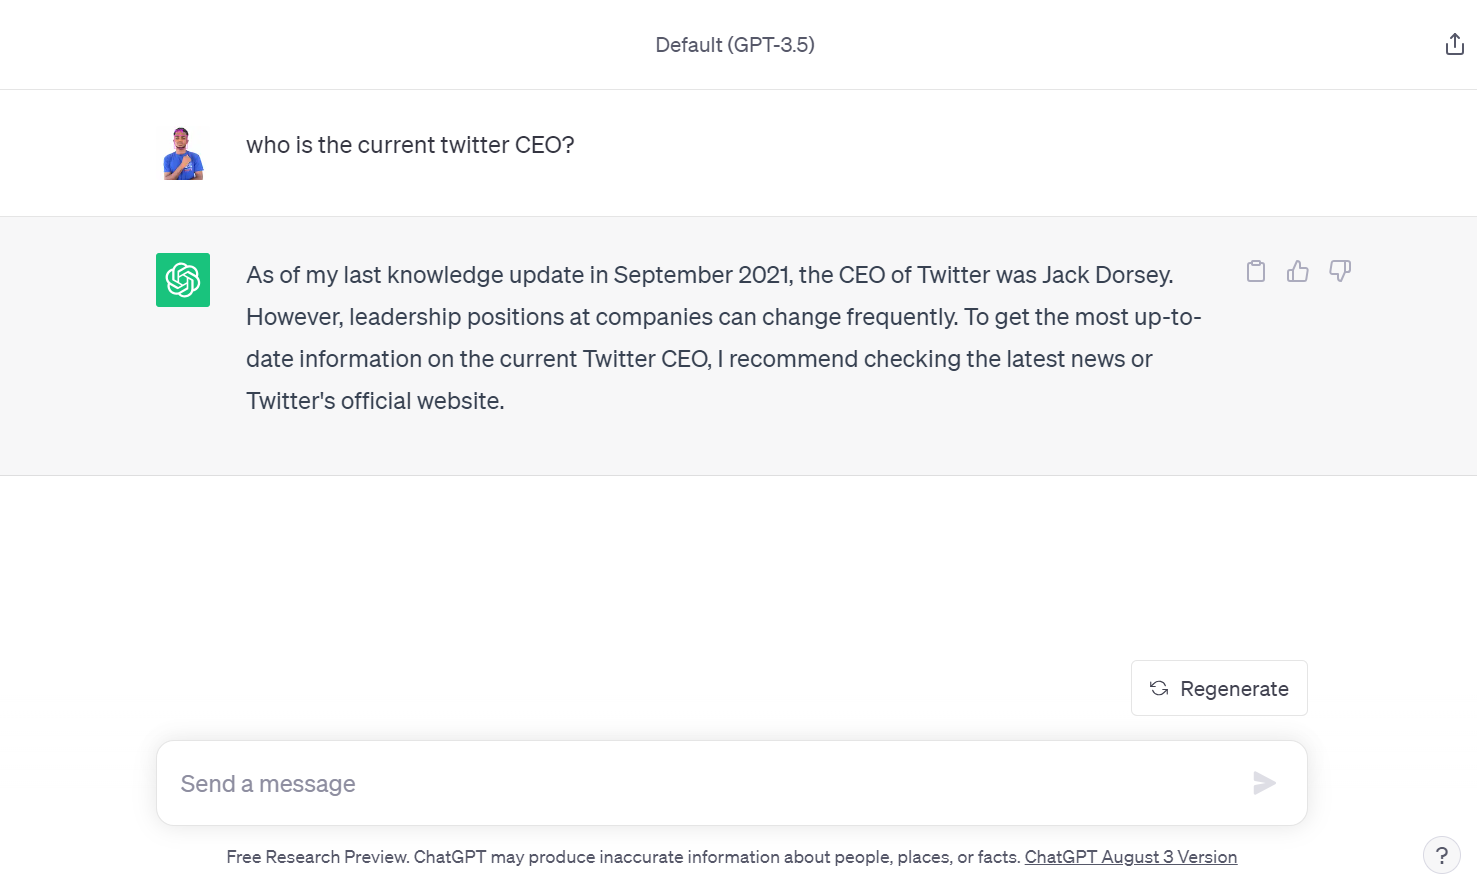 Default (GPT-3.5)
who is the current twitter CEO?
As of my last knowledge update in September 2021, the CEO of Twitter was Jack Dorsey.
However, leadership positions at companies can change frequently. To get the most up-to-
date information on the current Twitter CEO, I recommend checking the latest news or
Twitter's official website.
Regenerate
Send a message
Free Research Preview. ChatGPT may produce inaccurate information about people, places, or facts. ChatGPT August 3 Version
?